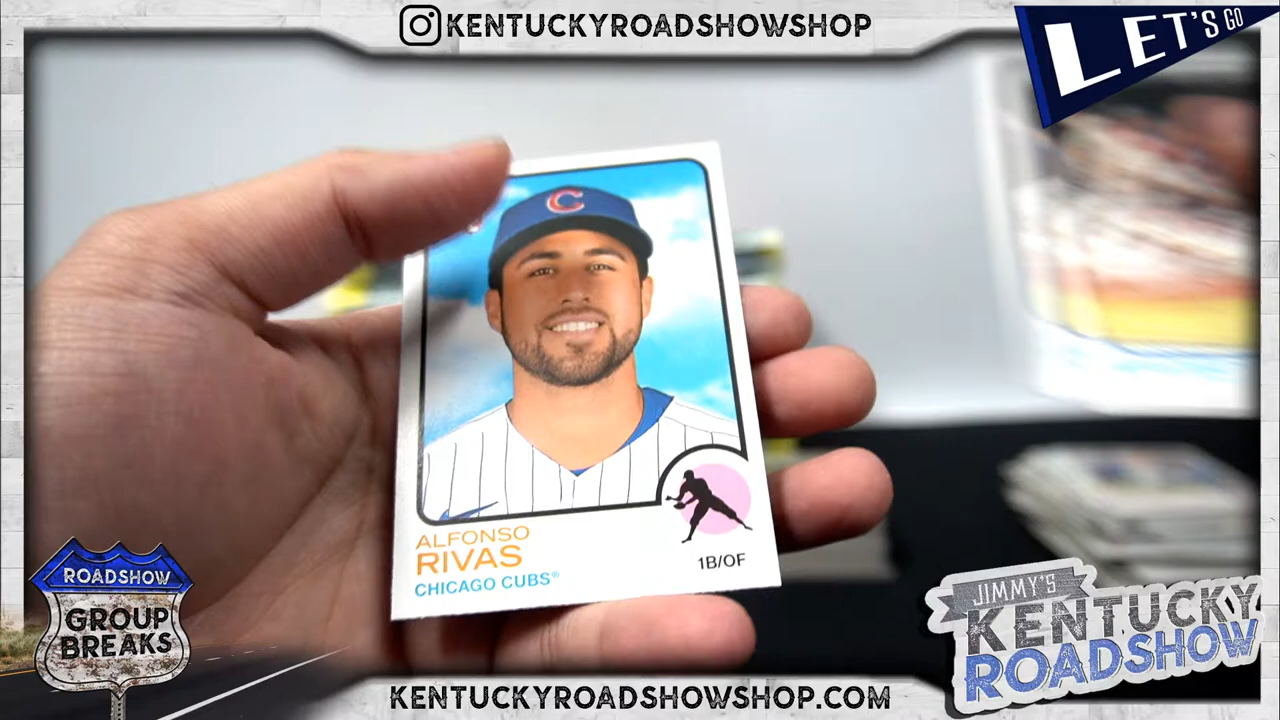 KENTUCKYROADSHOWSHOP
LET'S GO
C
ALFONSO
RIVAS
CHICAGO CUBS®
1B/OF
ROADSHOW
GROUP
BREAKS
JIMMY'S
KENTUCKY
ROADSHOW
KENTUCKYROADSHOWSHOP.COM